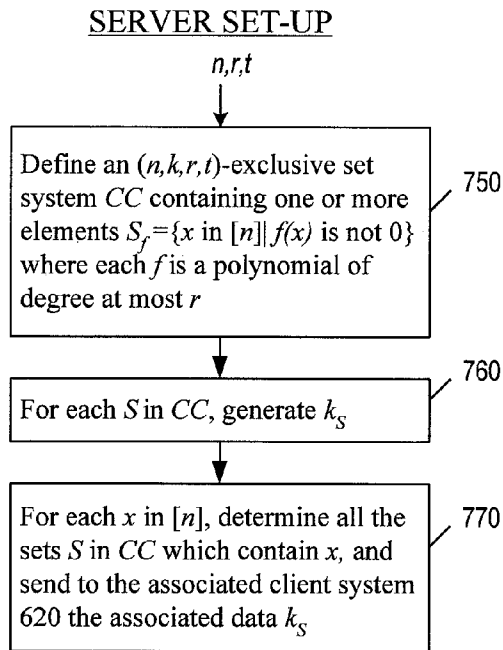 SERVER SET-UP
n,r,t
Define an (n,k,r,t)-exclusive set
system CC containing one or more
elements S_f={x in [n]| f(x) is not 0}
where each f is a polynomial of
degree at most r
750
For each S in CC, generate k_S
760
For each x in [n], determine all the
sets S in CC which contain x, and
send to the associated client system
620 the associated data k_S
770